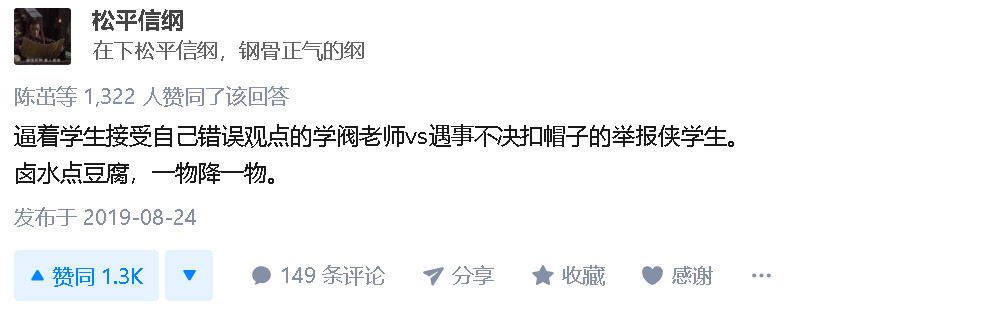 松平信纲
在下松平信纲，钢骨正气的纲
陈茁等 1,322 人赞同了该回答
逼着学生接受自己错误观点的学阀老师vs遇事不决扣帽子的举报侠学生。
卤水点豆腐，一物降一物。
发布于 2019-08-24
赞同 1.3K 149 条评论 分享 收藏 感谢